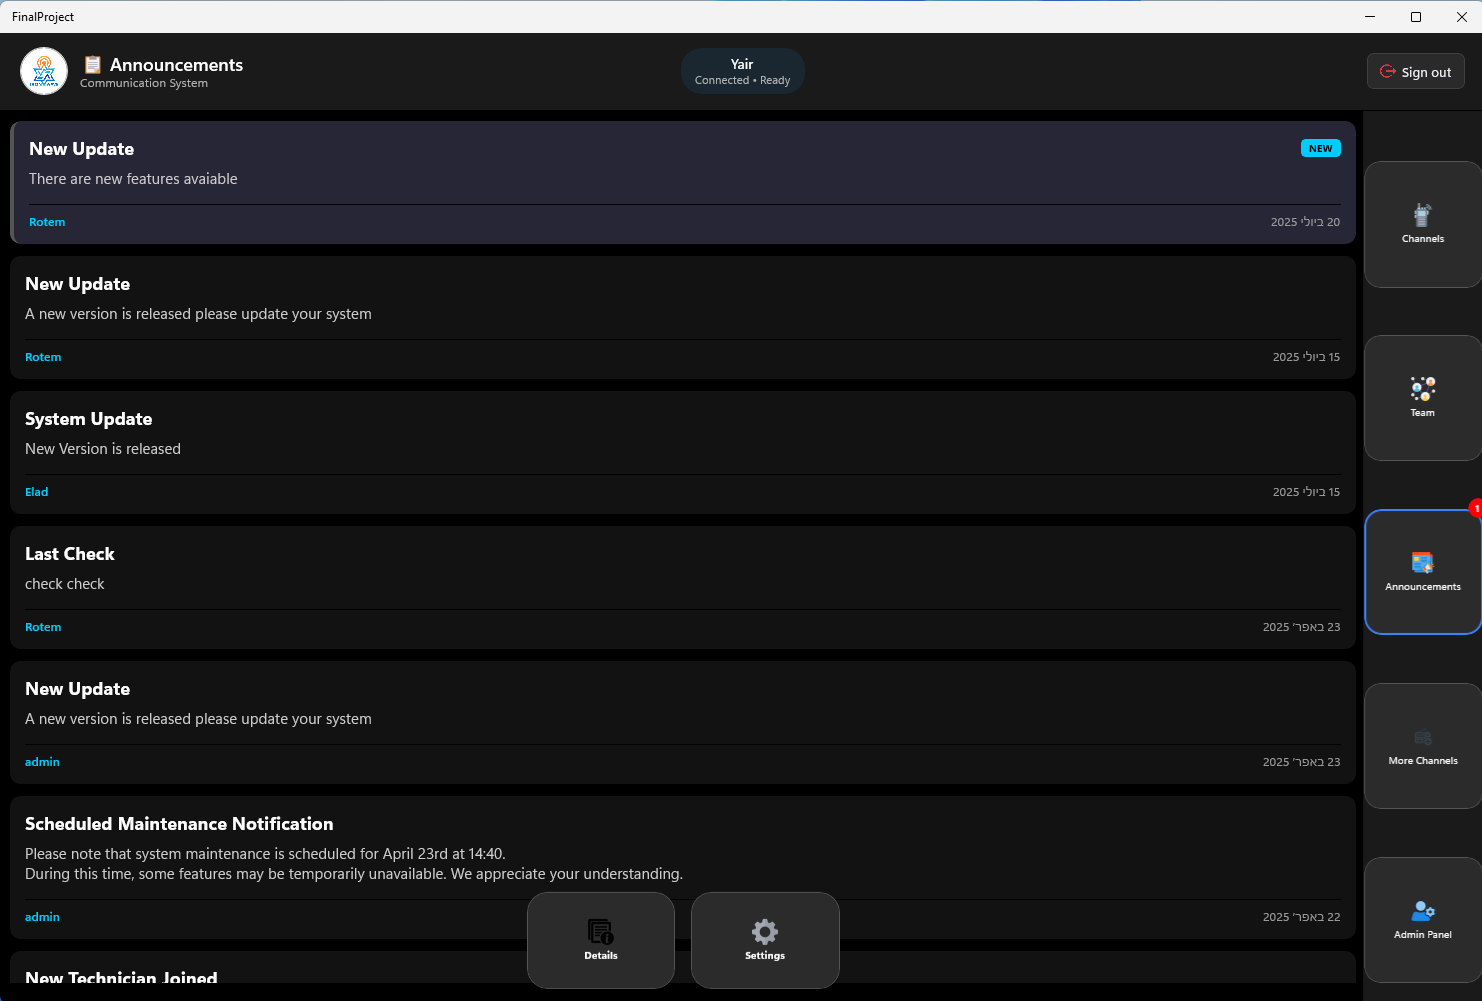 FinalProject
Announcements
Communication System
Yair
Connected • Ready
Sign out
New Update
NEW
There are new features avaiable
Rotem
20 ביולי 2025
New Update
A new version is released please update your system
Rotem
15 ביולי 2025
System Update
New Version is released
Elad
15 ביולי 2025
Last Check
check check
Rotem
23 באפר׳ 2025
New Update
A new version is released please update your system
admin
23 באפר׳ 2025
Scheduled Maintenance Notification
Please note that system maintenance is scheduled for April 23rd at 14:40.
During this time, some features may be temporarily unavailable. We appreciate your understanding.
admin
22 באפר׳ 2025
New Technician Joined
Details
Settings
Channels
Team
1
Announcements
More Channels
Admin Panel